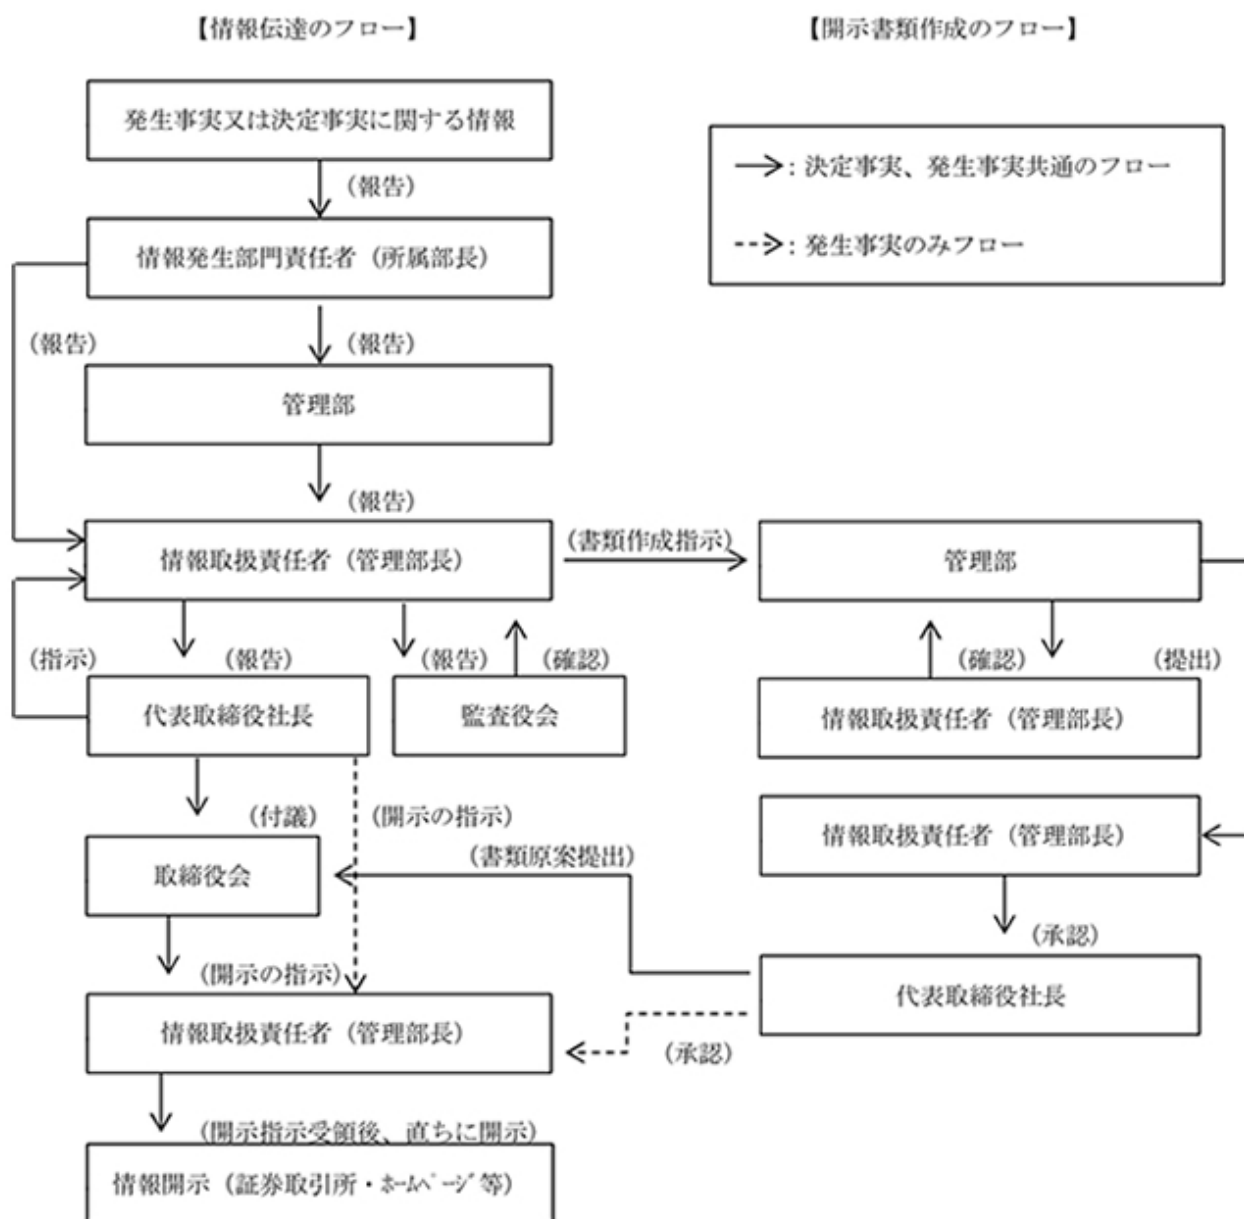 【情報伝達のフロー】
【開示書類作成のフロー】
発生事実又は決定事実に関する情報
→: 決定事実、発生事実共通のフロー
(報告)
情報発生部門責任者（所属部長）
⇢: 発生事実のみフロー
(報告)
(報告)
管理部
(報告)
情報取扱責任者（管理部長）
(書類作成指示)
管理部
(指示)
(報告)
(報告)
(確認)
(確認)
(提出)
代表取締役社長
監査役会
情報取扱責任者（管理部長）
(付議)
(開示の指示)
情報取扱責任者（管理部長）
(書類原案提出)
取締役会
(承認)
(開示の指示)
代表取締役社長
情報取扱責任者（管理部長）
(承認)
(開示指示受領後、直ちに開示)
情報開示（証券取引所・ﾎｰﾑﾍﾟｰｼﾞ等）